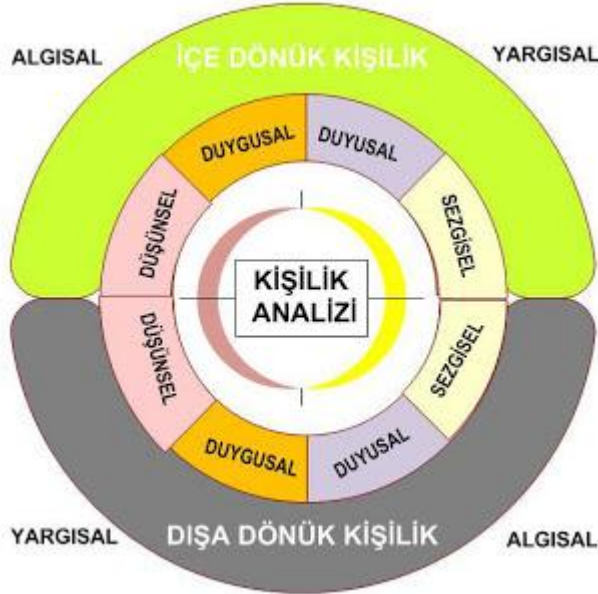 ALGISAL
İÇE DÖNÜK KİŞİLİK
YARGISAL
DUYGUSAL
DUYUSAL
DÜŞÜNSEL
SEZGİSEL
KİŞİLİK
ANALİZİ
DÜŞÜNSEL
SEZGİSEL
DUYGUSAL
DUYUSAL
YARGISAL
DIŞA DÖNÜK KİŞİLİK
ALGISAL